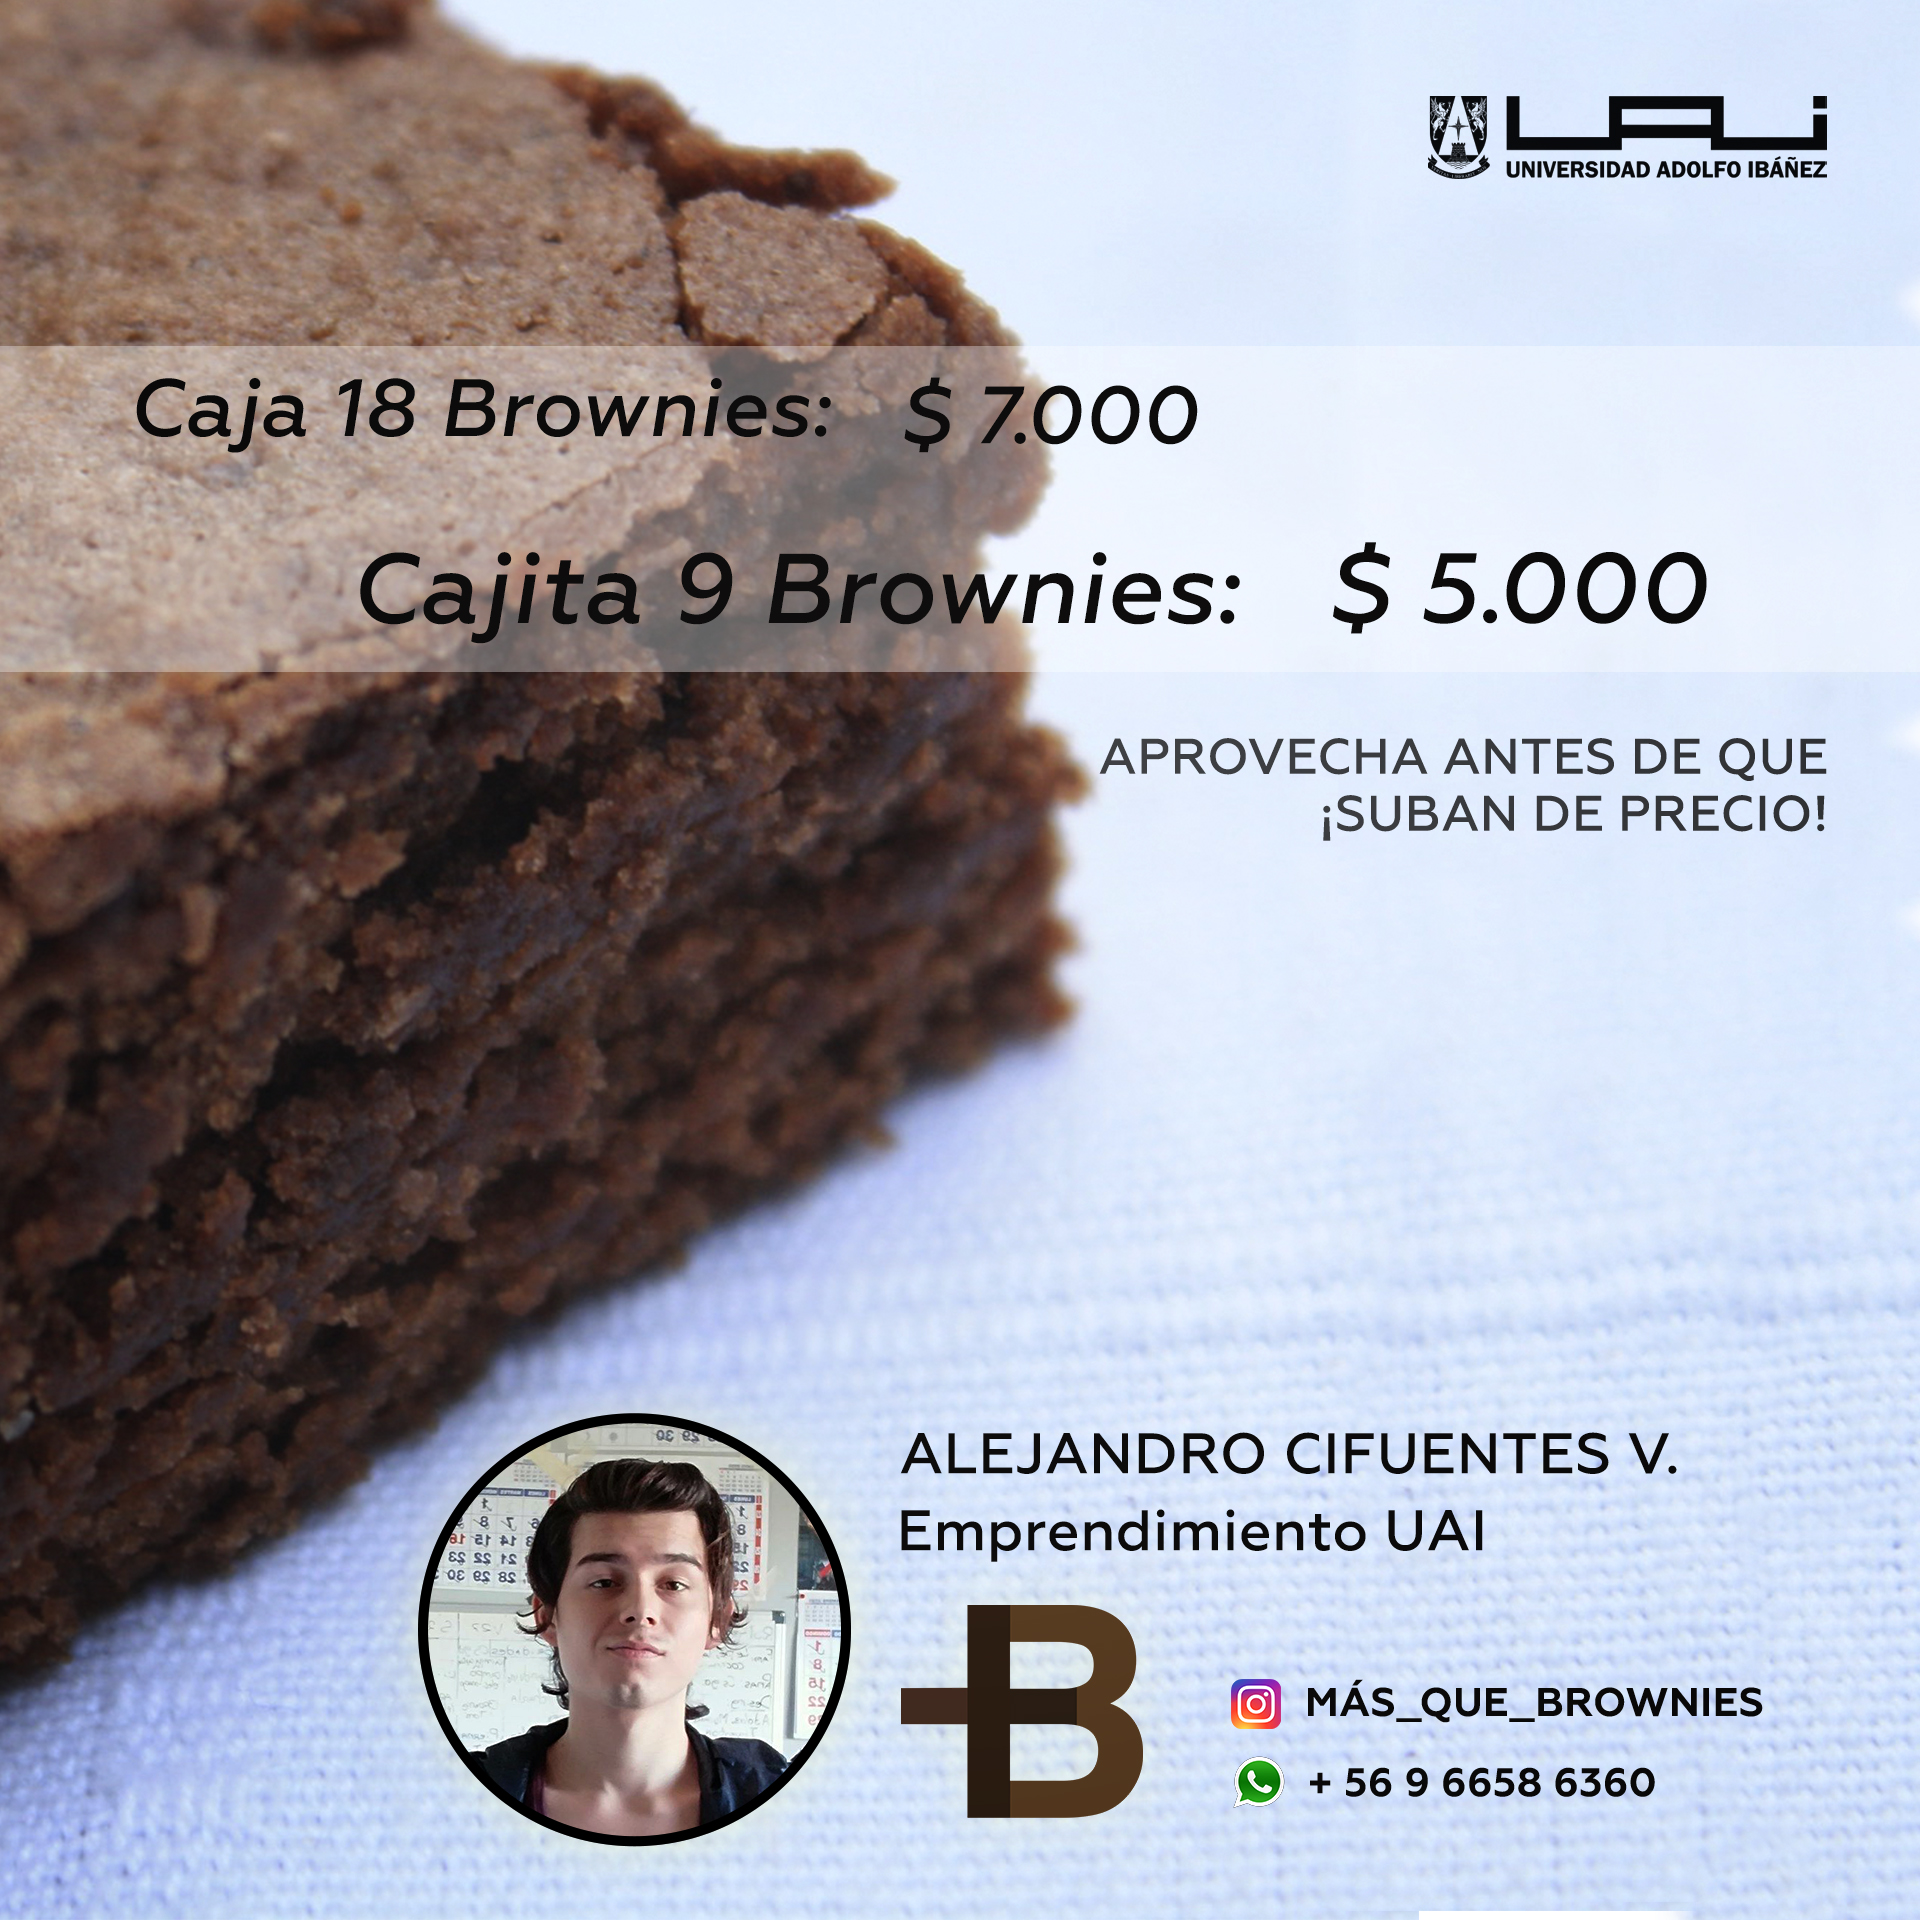 UAi
UNIVERSIDAD ADOLFO IBÁÑEZ
Caja 18 Brownies: $ 7.000
Cajita 9 Brownies: $ 5.000
APROVECHA ANTES DE QUE
¡SUBAN DE PRECIO!
ALEJANDRO CIFUENTES V.
Emprendimiento UAI
+B
MÁS_QUE_BROWNIES
+ 56 9 6658 6360